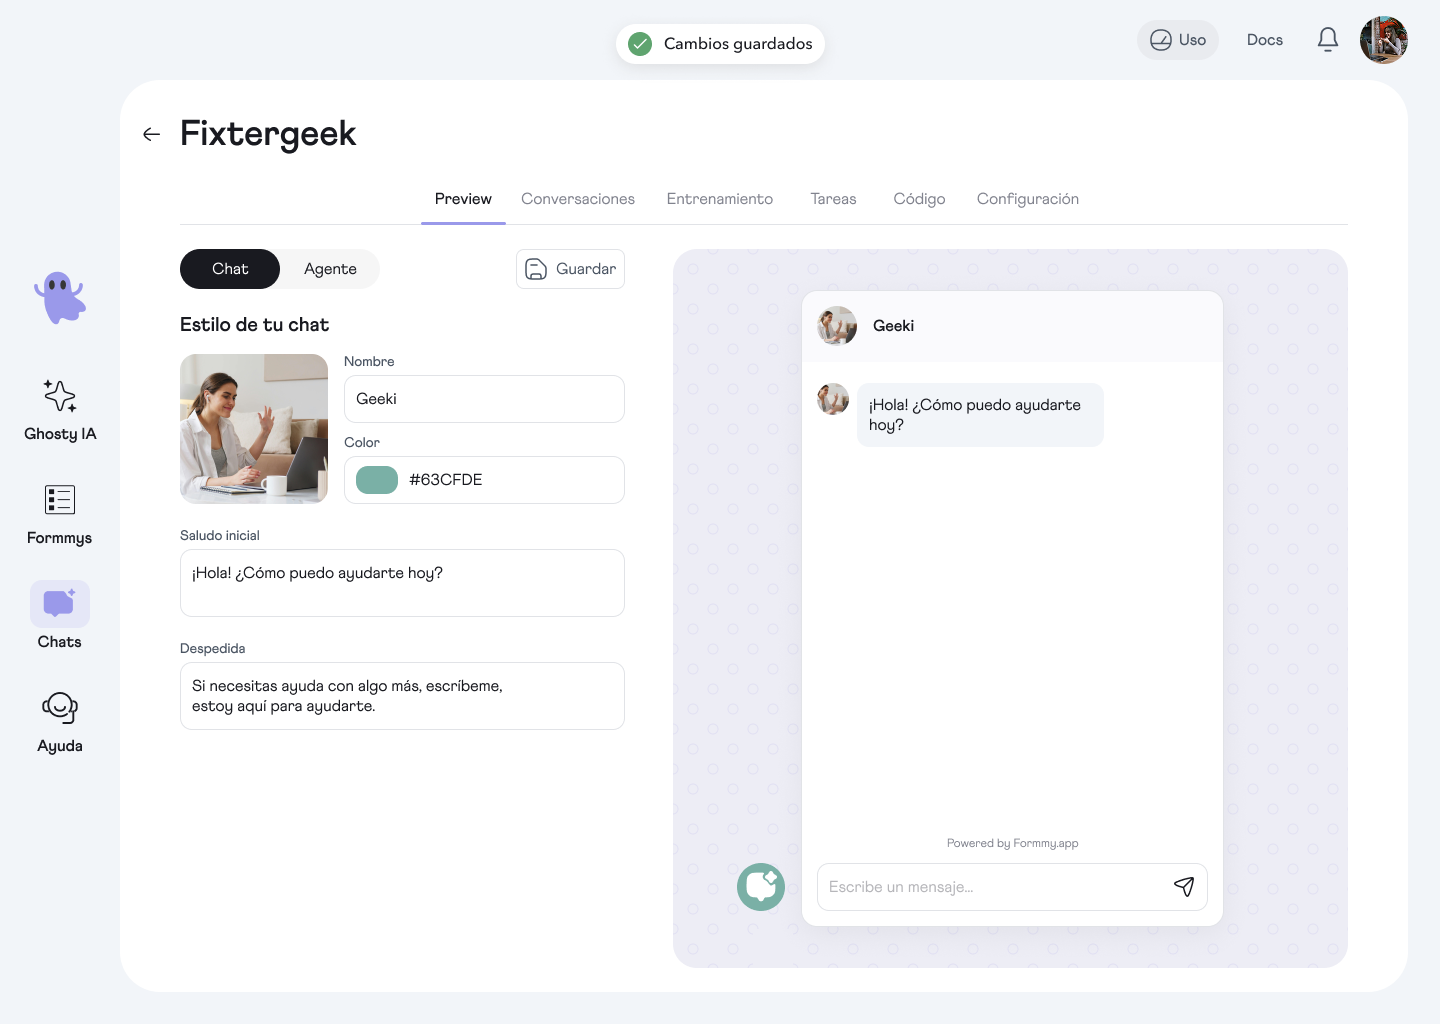 Cambios guardados
Uso
Docs
Fixtergeek
Preview
Conversaciones
Entrenamiento
Tareas
Código
Configuración
Chat
Agente
Guardar
Estilo de tu chat
Nombre
Geeki
Color
#63CFDE
Saludo inicial
¡Hola! ¿Cómo puedo ayudarte hoy?
Despedida
Si necesitas ayuda con algo más, escríbeme,
estoy aquí para ayudarte.
Geeki
¡Hola! ¿Cómo puedo ayudarte
hoy?
Powered by Formmy.app
Escribe un mensaje...
Ghosty IA
Formmys
Chats
Ayuda